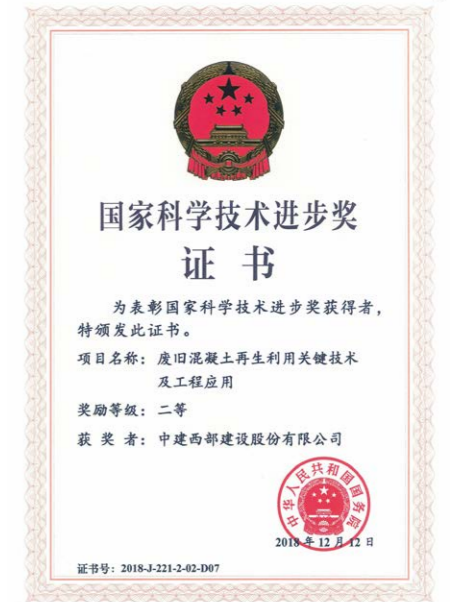 国家科学技术进步奖
证书
为表彰国家科学技术进步奖获得者，
特颁发此证书。
项目名称：废旧混凝土再生利用关键技术
及工程应用
奖励等级：二等
获奖者：中建西部建设股份有限公司
中华人民共和国国务院
2018年12月12日
证书号：2018-J-221-2-02-D07